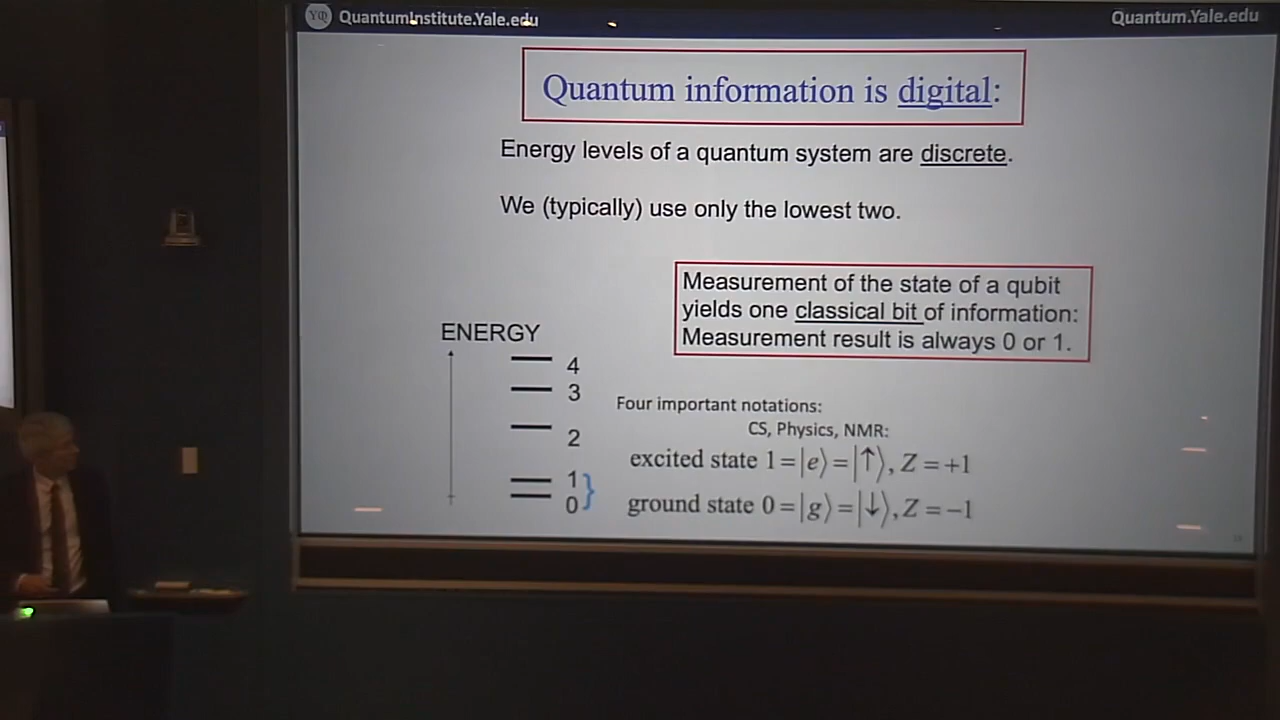 YQ QuantumInstitute.Yale.edu
Quantum.Yale.edu
Quantum information is digital:
Energy levels of a quantum system are discrete.
We (typically) use only the lowest two.
Measurement of the state of a qubit
yields one classical bit of information:
Measurement result is always 0 or 1.
ENERGY
4
3
2
1
0
Four important notations:
CS, Physics, NMR:
excited state 1=|e⟩=|↑⟩, Z=+1
ground state 0=|g⟩=|↓⟩, Z=−1